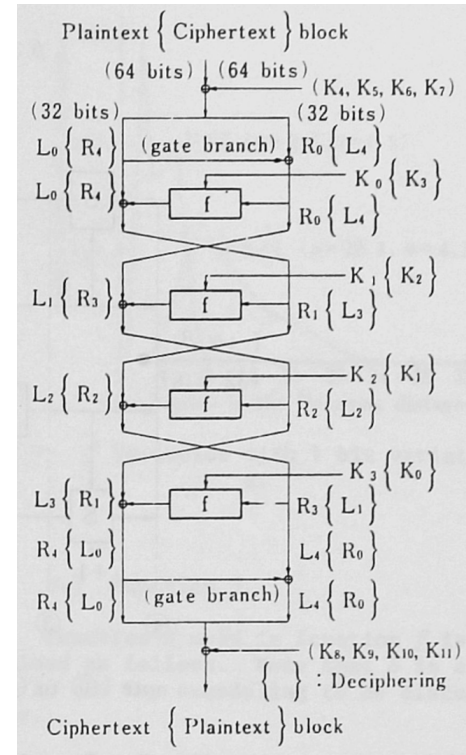 Plaintext { Ciphertext } block
(64 bits) (64 bits)
(K₄, K₅, K₆, K₇)
(32 bits) (32 bits)
L₀ { R₄ } (gate branch) R₀ { L₄ }
K₀ { K₃ }
L₀ { R₄ } f R₀ { L₄ }
K₁ { K₂ }
L₁ { R₃ } f R₁ { L₃ }
K₂ { K₁ }
L₂ { R₂ } f R₂ { L₂ }
K₃ { K₀ }
L₃ { R₁ } f R₃ { L₁ }
R₄ { L₀ } L₄ { R₀ }
R₄ { L₀ } (gate branch) L₄ { R₀ }
(K₈, K₉, K₁₀, K₁₁)
{ } : Deciphering
Ciphertext { Plaintext } block